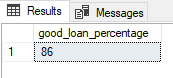 Results Messages
good_loan_percentage
1 86